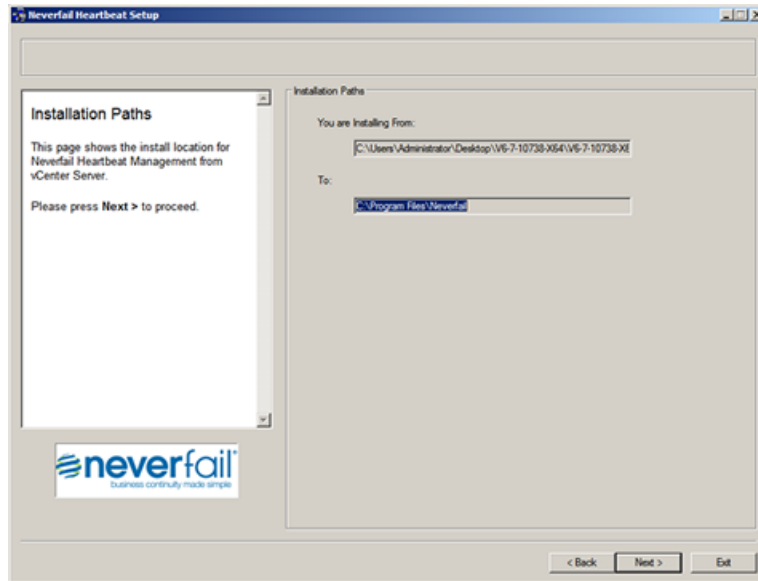 Neverfail Heartbeat Setup
Installation Paths
This page shows the install location for
Neverfail Heartbeat Management from
vCenter Server.
Please press Next > to proceed.
neverfail
business continuity made simple
Installation Paths
You are Installing From:
C:\Users\Administrator\Desktop\V6-7-10738-X64\V6-7-10738-X6
To:
C:\Program Files\Neverfail
< Back
Next >
Exit